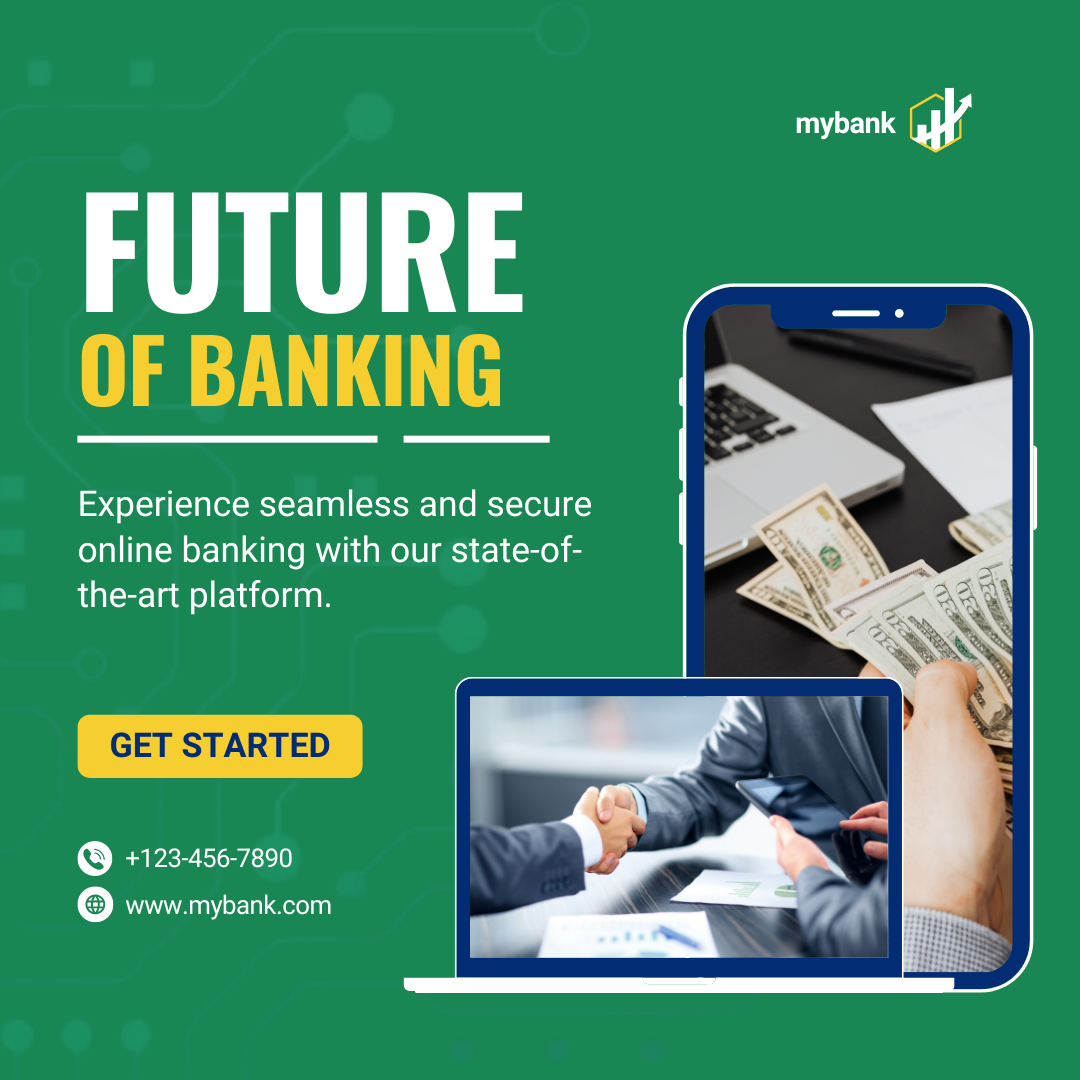 mybank
FUTURE
OF BANKING
Experience seamless and secure
online banking with our state-of-
the-art platform.
GET STARTED
+123-456-7890
www.mybank.com